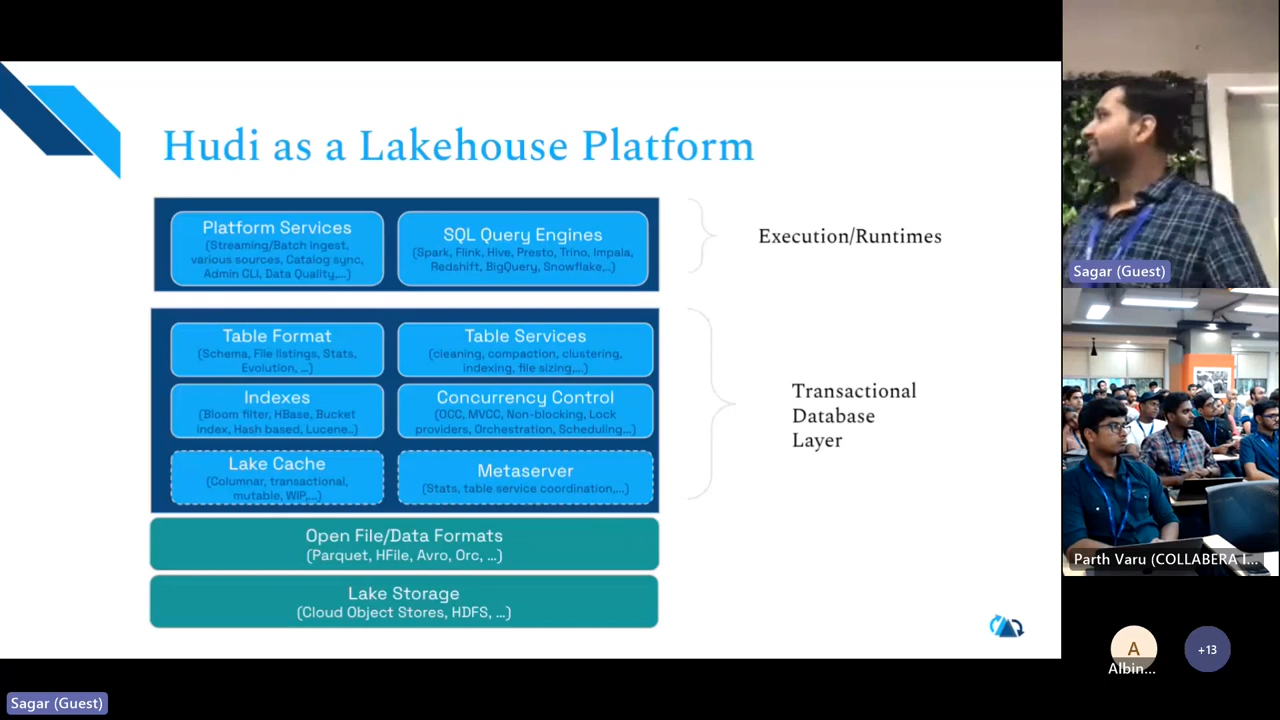 Hudi as a Lakehouse Platform
Platform Services
(Streaming/Batch Ingest,
various sources, Catalog sync,
Admin CLI, Data Quality,...)
SQL Query Engines
(Spark, Flink, Hive, Presto, Trino, Impala,
Redshift, BigQuery, Snowflake,..)
Execution/Runtimes
Table Format
(Schema, File listings, Stats,
Evolution, ...)
Table Services
(cleaning, compaction, clustering,
indexing, file sizing,...)
Indexes
(Bloom filter, HBase, Bucket
index, Hash based, Lucene..)
Concurrency Control
(OCC, MVCC, Non-blocking, Lock
providers, Orchestration, Scheduling...)
Lake Cache
(Columnar, transactional,
mutable, WIP,...)
Metaserver
(Stats, table service coordination,...)
Transactional
Database
Layer
Open File/Data Formats
(Parquet, HFile, Avro, Orc, ...)
Lake Storage
(Cloud Object Stores, HDFS, ...)
Sagar (Guest)
Parth Varu (COLLABERA I...
A
Albin...
+13
Sagar (Guest)